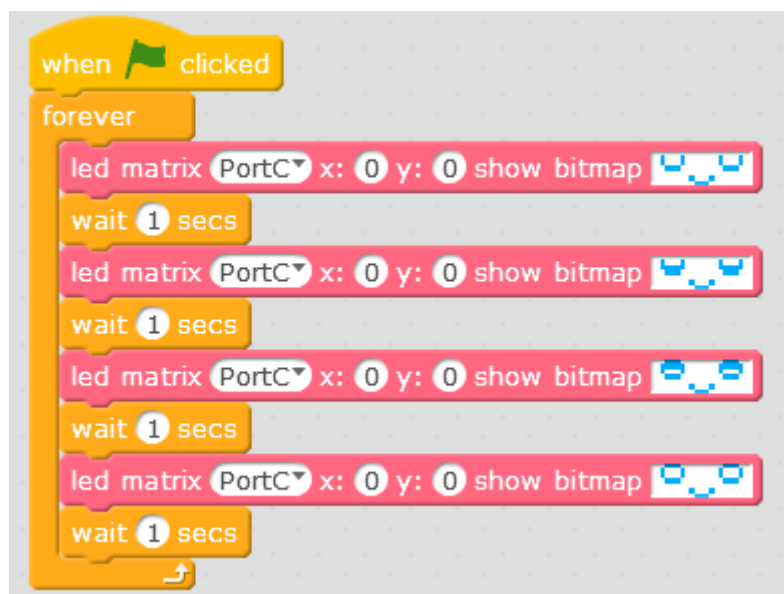 when clicked
forever
led matrix PortC x: 0 y: 0 show bitmap
wait 1 secs
led matrix PortC x: 0 y: 0 show bitmap
wait 1 secs
led matrix PortC x: 0 y: 0 show bitmap
wait 1 secs
led matrix PortC x: 0 y: 0 show bitmap
wait 1 secs